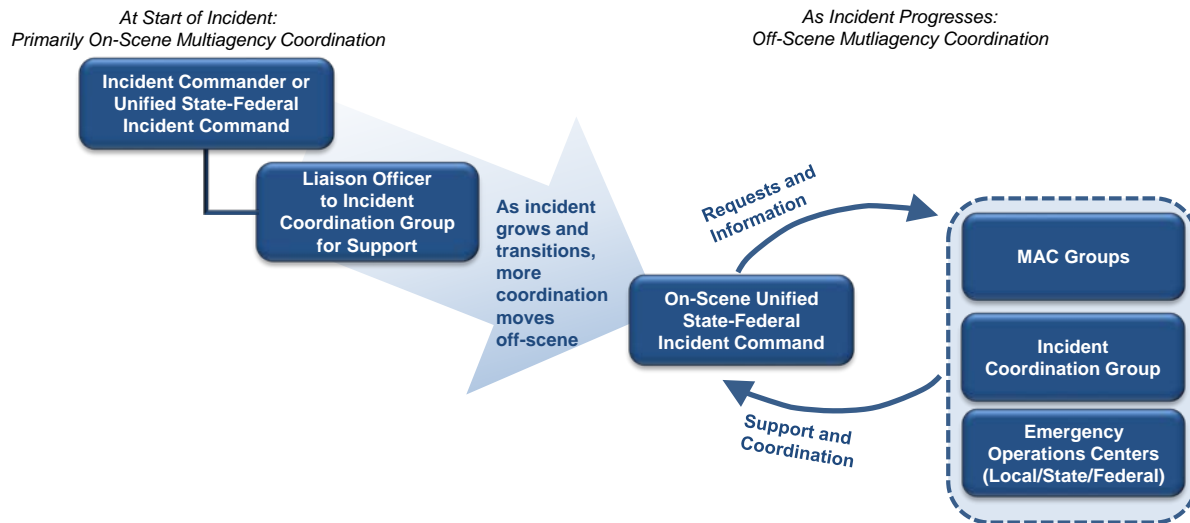 At Start of Incident:
Primarily On-Scene Multiagency Coordination
As Incident Progresses:
Off-Scene Mutliagency Coordination
Incident Commander or
Unified State-Federal
Incident Command
Liaison Officer
to Incident
Coordination Group
for Support
As incident
grows and
transitions,
more
coordination
moves
off-scene
Requests and
Information
On-Scene Unified
State-Federal
Incident Command
Support and
Coordination
MAC Groups
Incident
Coordination Group
Emergency
Operations Centers
(Local/State/Federal)